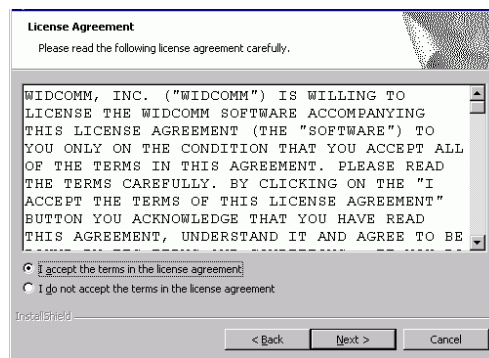 License Agreement
Please read the following license agreement carefully.
WIDCOMM, INC. ("WIDCOMM") IS WILLING TO
LICENSE THE WIDCOMM SOFTWARE ACCOMPANYING
THIS LICENSE AGREEMENT (THE "SOFTWARE") TO
YOU ONLY ON THE CONDITION THAT YOU ACCEPT ALL
OF THE TERMS IN THIS AGREEMENT. PLEASE READ
THE TERMS CAREFULLY. BY CLICKING ON THE "I
ACCEPT THE TERMS OF THIS LICENSE AGREEMENT"
BUTTON YOU ACKNOWLEDGE THAT YOU HAVE READ
THIS AGREEMENT, UNDERSTAND IT AND AGREE TO BE
I accept the terms in the license agreement
I do not accept the terms in the license agreement
InstallShield
< Back Next > Cancel